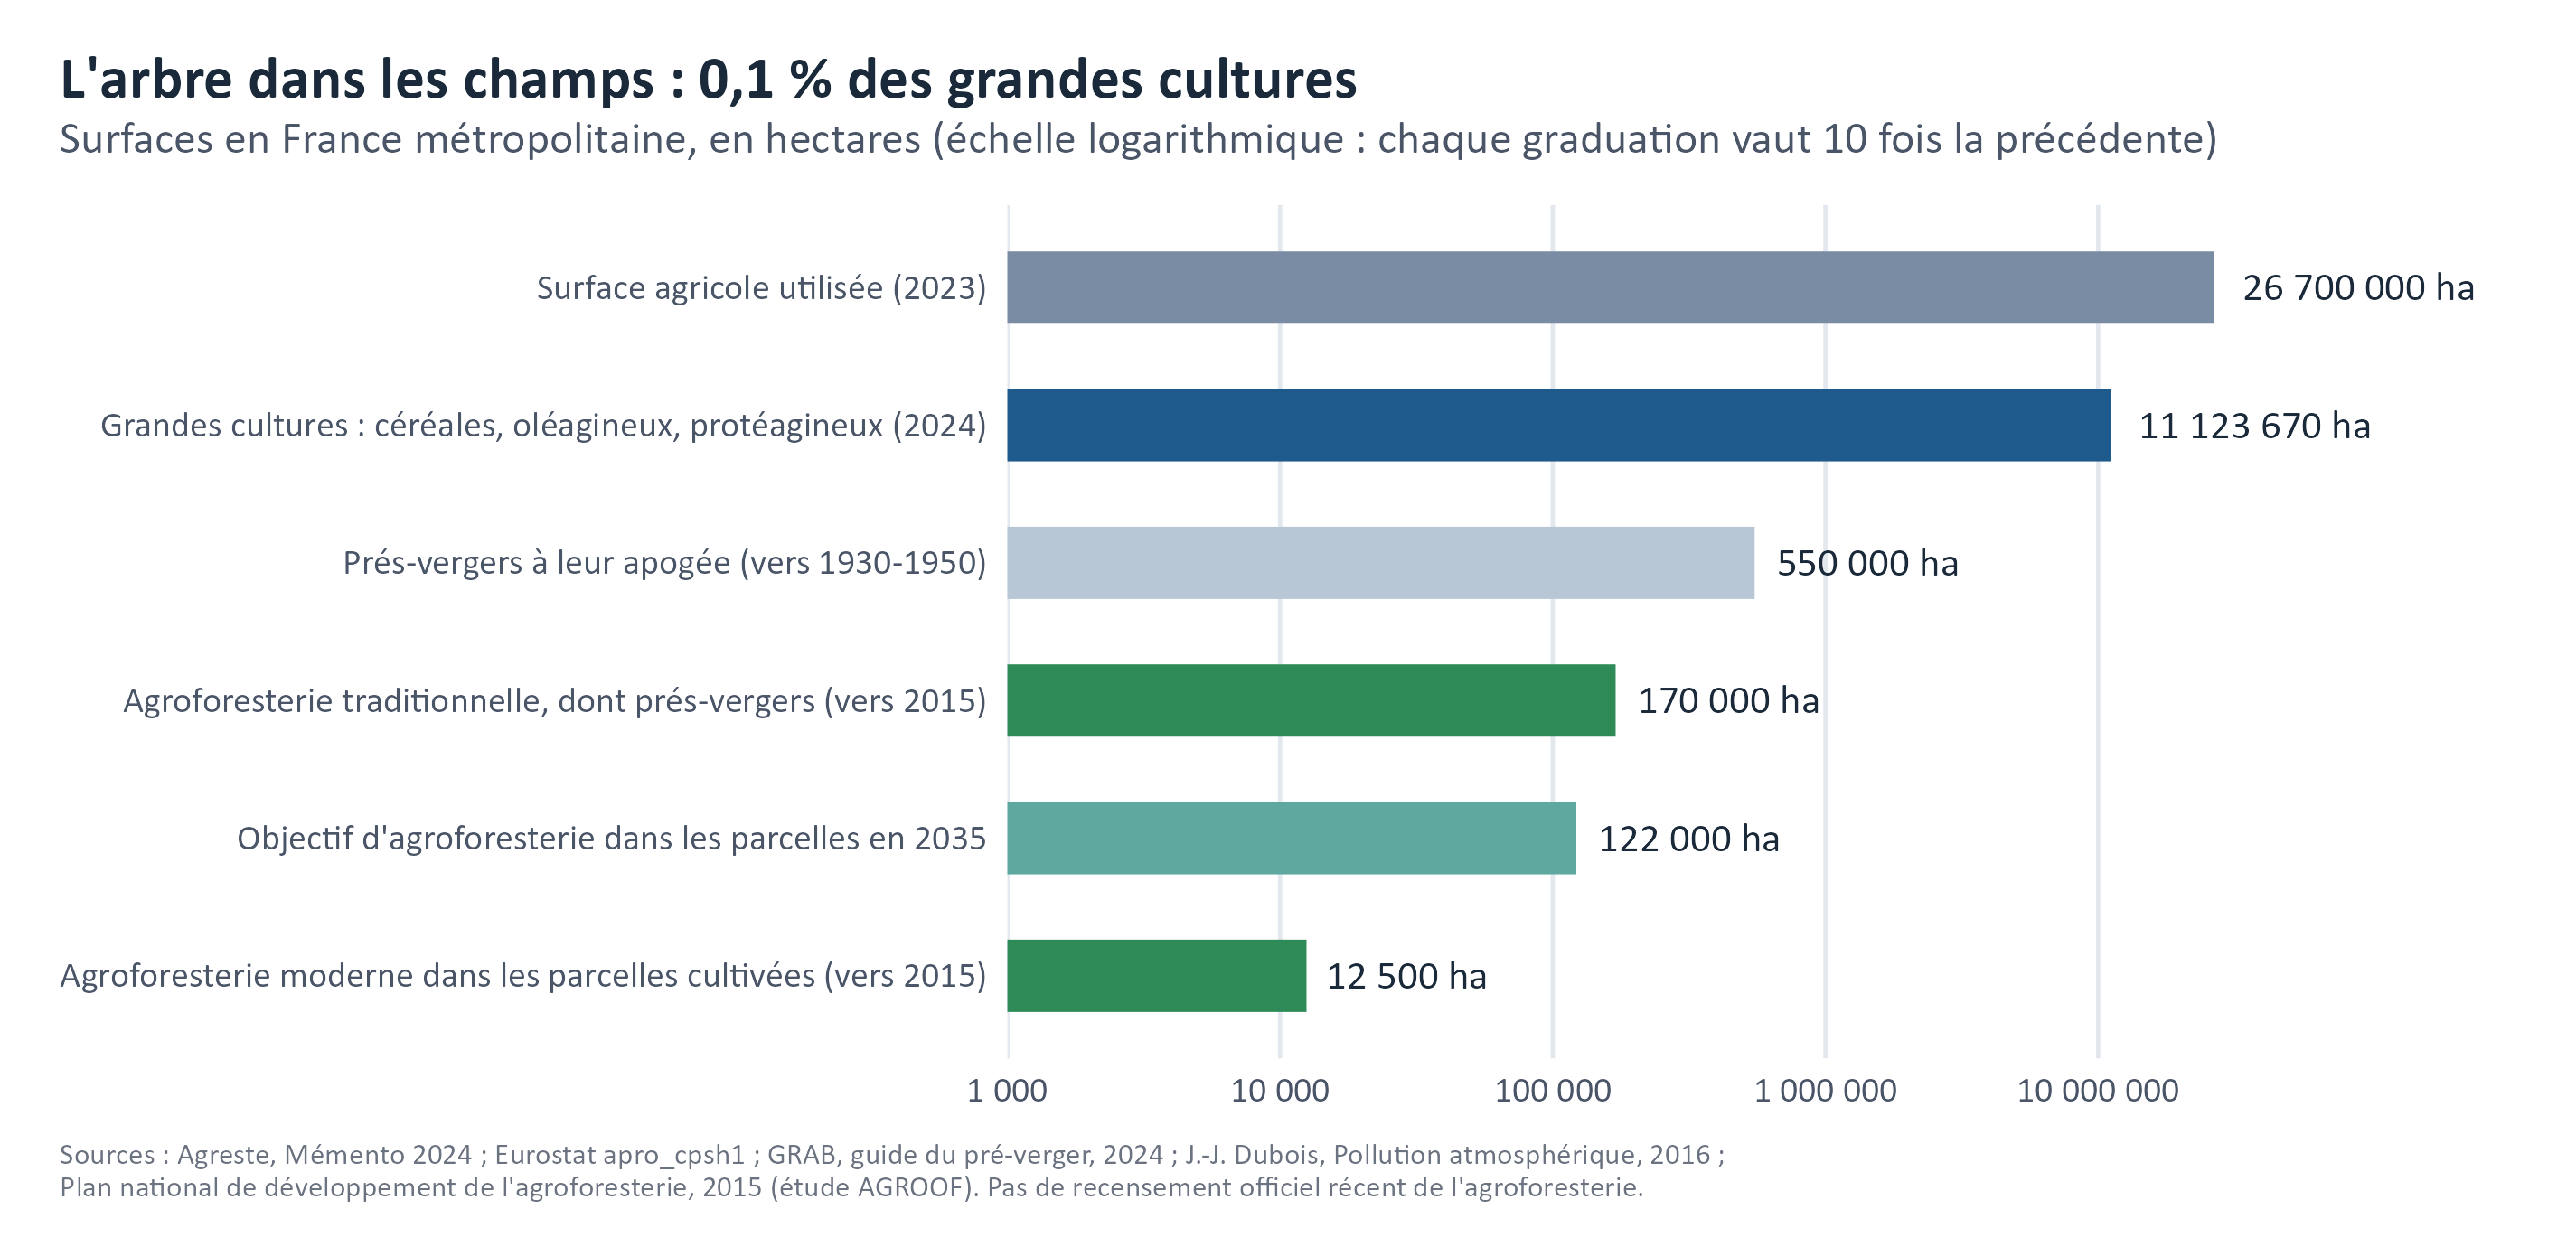 L'arbre dans les champs : 0,1 % des grandes cultures
Surfaces en France métropolitaine, en hectares (échelle logarithmique : chaque graduation vaut 10 fois la précédente)
Surface agricole utilisée (2023)
26 700 000 ha
Grandes cultures : céréales, oléagineux, protéagineux (2024)
11 123 670 ha
Prés-vergers à leur apogée (vers 1930-1950)
550 000 ha
Agroforesterie traditionnelle, dont prés-vergers (vers 2015)
170 000 ha
Objectif d'agroforesterie dans les parcelles en 2035
122 000 ha
Agroforesterie moderne dans les parcelles cultivées (vers 2015)
12 500 ha
1 000 10 000 100 000 1 000 000 10 000 000
Sources : Agreste, Mémento 2024 ; Eurostat apro_cpsh1 ; GRAB, guide du pré-verger, 2024 ; J.-J. Dubois, Pollution atmosphérique, 2016 ;
Plan national de développement de l'agroforesterie, 2015 (étude AGROOF). Pas de recensement officiel récent de l'agroforesterie.